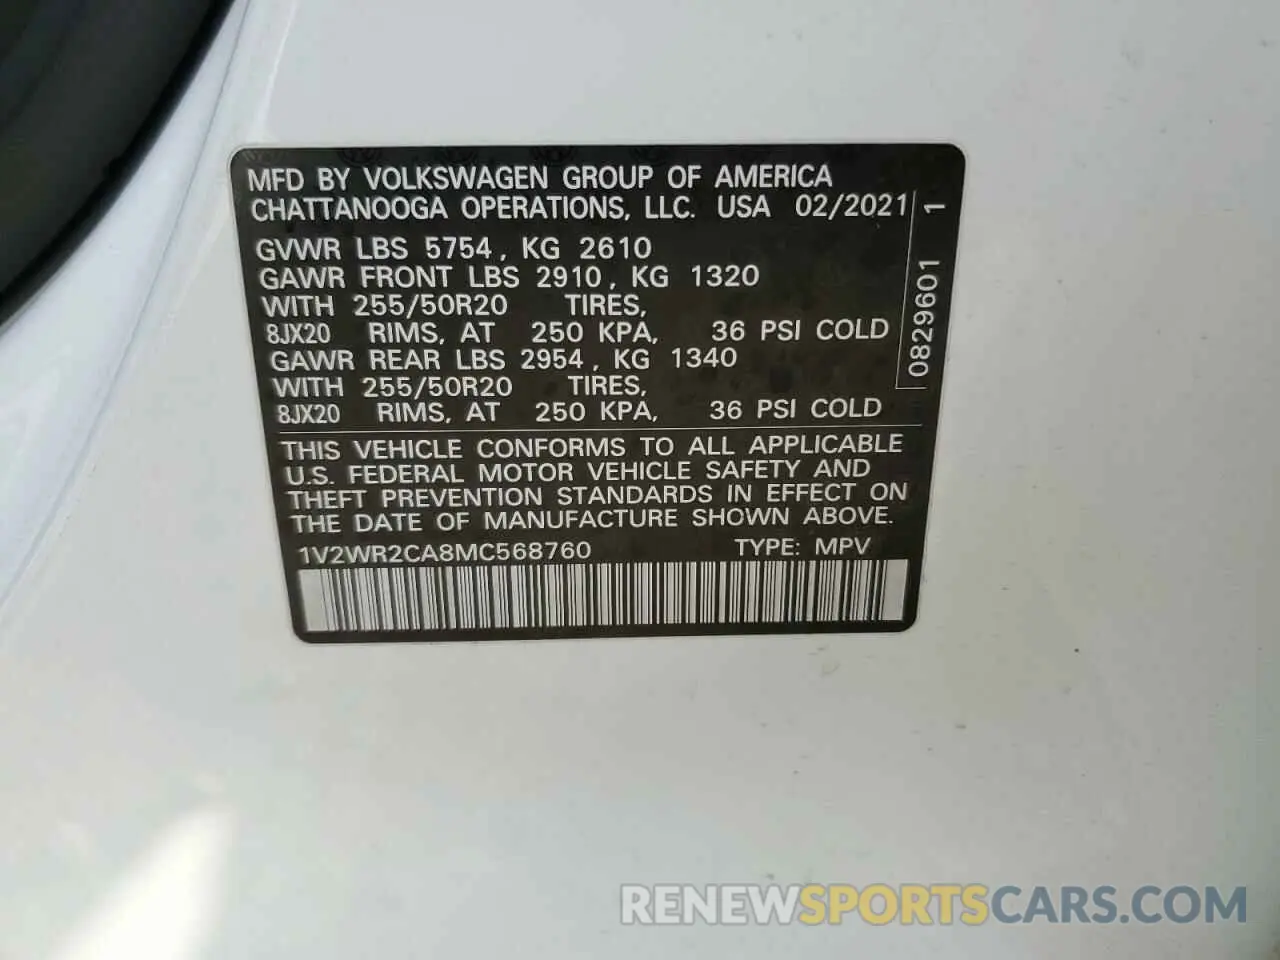 MFD BY VOLKSWAGEN GROUP OF AMERICA
CHATTANOOGA OPERATIONS, LLC. USA 02/2021
GVWR LBS 5754, KG 2610
GAWR FRONT LBS 2910, KG 1320
WITH 255/50R20 TIRES,
8JX20 RIMS, AT 250 KPA, 36 PSI COLD
GAWR REAR LBS 2954, KG 1340
WITH 255/50R20 TIRES,
8JX20 RIMS, AT 250 KPA, 36 PSI COLD
0829601 1
THIS VEHICLE CONFORMS TO ALL APPLICABLE
U.S. FEDERAL MOTOR VEHICLE SAFETY AND
THEFT PREVENTION STANDARDS IN EFFECT ON
THE DATE OF MANUFACTURE SHOWN ABOVE.
1V2WR2CA8MC568760 TYPE: MPV
RENEWSPORTSCARS.COM